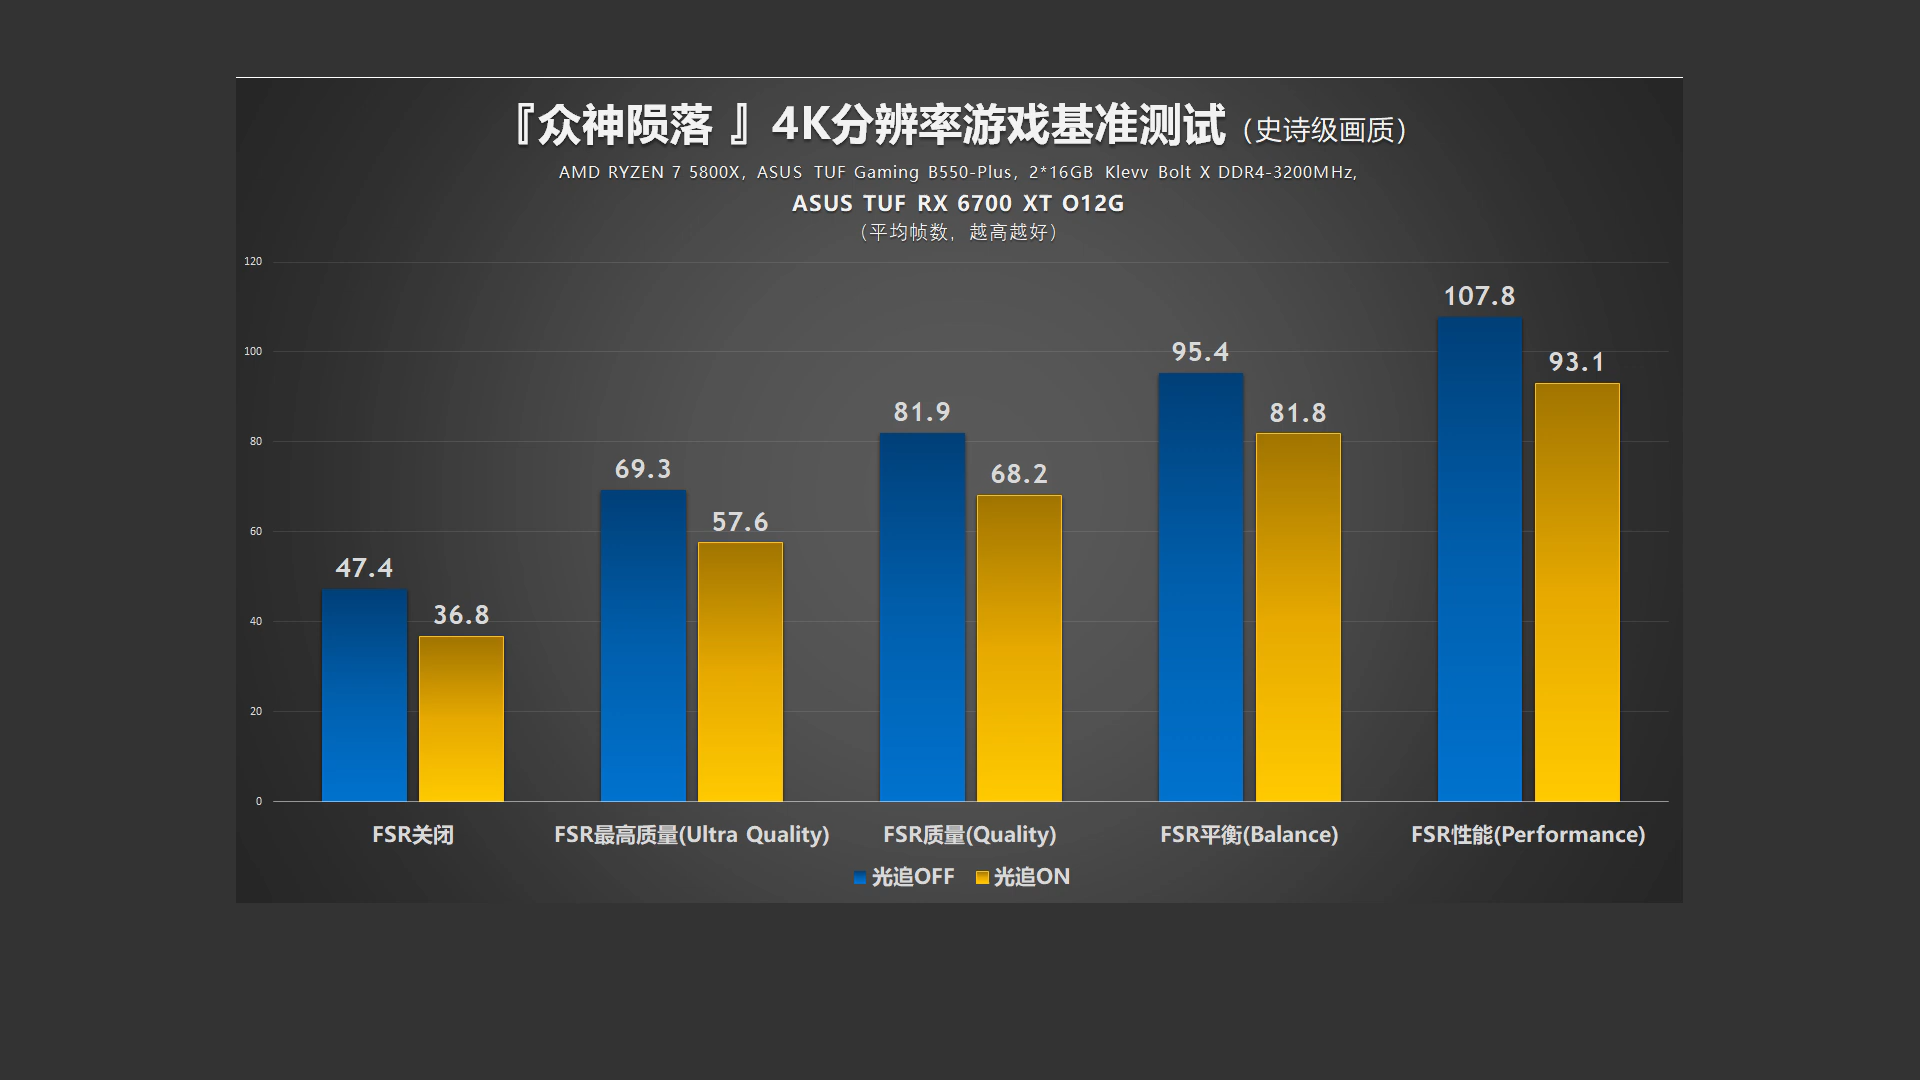 『众神陨落 』4K分辨率游戏基准测试（史诗级画质）
AMD RYZEN 7 5800X，ASUS TUF Gaming B550-Plus，2*16GB Klevv Bolt X DDR4-3200MHz,
ASUS TUF RX 6700 XT O12G
（平均帧数，越高越好）
120
100
80
60
40
20
0
47.4
36.8
69.3
57.6
81.9
68.2
95.4
81.8
107.8
93.1
FSR关闭
FSR最高质量(Ultra Quality)
FSR质量(Quality)
FSR平衡(Balance)
FSR性能(Performance)
光追OFF
光追ON